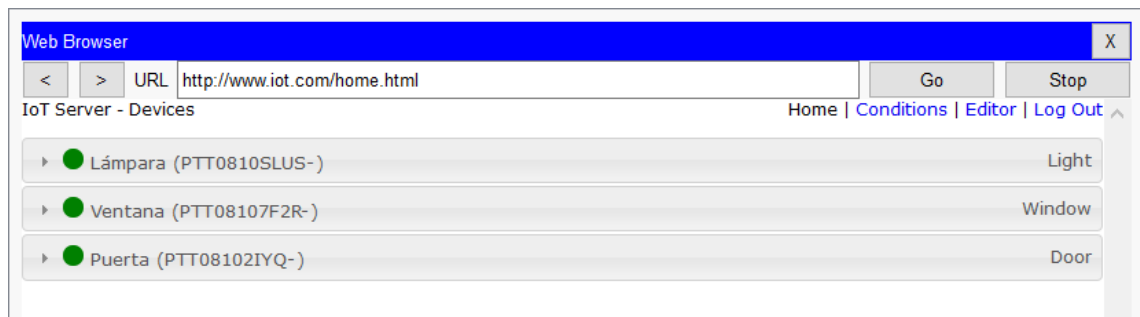 Web Browser X
< > URL http://www.iot.com/home.html Go Stop
IoT Server - Devices Home | Conditions | Editor | Log Out
Lámpara (PTT0810SLUS-) Light
Ventana (PTT08107F2R-) Window
Puerta (PTT08102IYQ-) Door